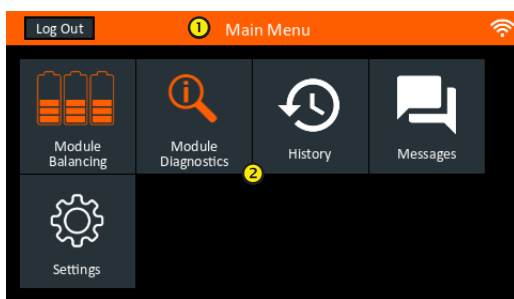 Log Out
1
Main Menu
Module
Balancing
Module
Diagnostics
History
Messages
2
Settings